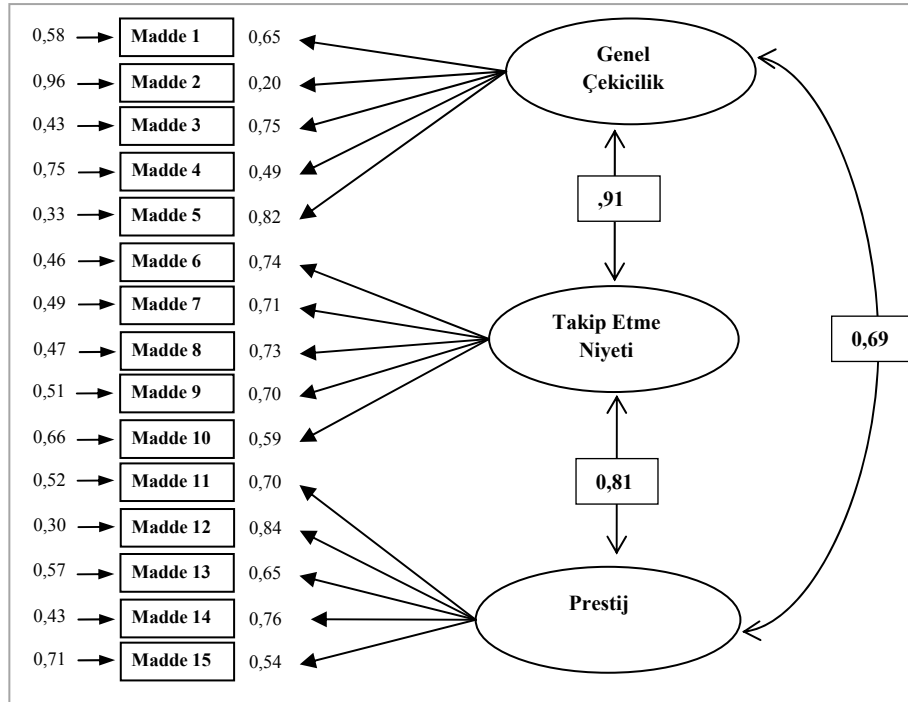 0,58 Madde 1 0,65
0,96 Madde 2 0,20
0,43 Madde 3 0,75
0,75 Madde 4 0,49
0,33 Madde 5 0,82
0,46 Madde 6 0,74
0,49 Madde 7 0,71
0,47 Madde 8 0,73
0,51 Madde 9 0,70
0,66 Madde 10 0,59
0,52 Madde 11 0,70
0,30 Madde 12 0,84
0,57 Madde 13 0,65
0,43 Madde 14 0,76
0,71 Madde 15 0,54
Genel
Çekicilik
,91
Takip Etme
Niyeti
0,69
0,81
Prestij